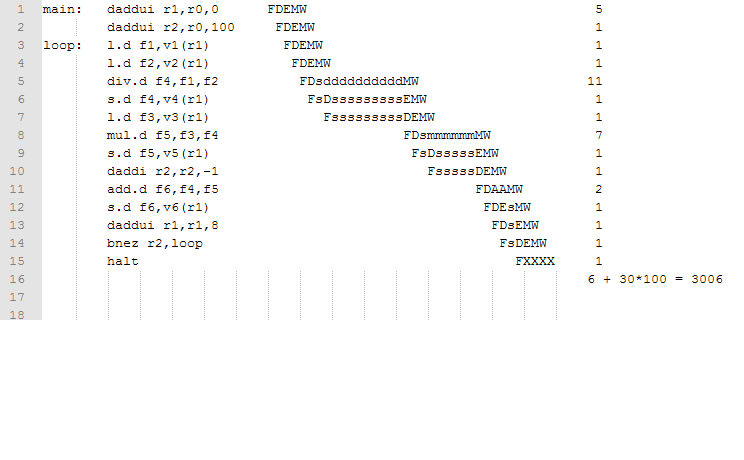 1 main: daddui r1,r0,0 FDEMW 5
2 daddui r2,r0,100 FDEMW 1
3 loop: l.d f1,v1(r1) FDEMW 1
4 l.d f2,v2(r1) FDEMW 1
5 div.d f4,f1,f2 FDsddddddddddMW 11
6 s.d f4,v4(r1) FsDsssssssssEMW 1
7 l.d f3,v3(r1) FsssssssssDEMW 1
8 mul.d f5,f3,f4 FDsmmmmmmMW 7
9 s.d f5,v5(r1) FsDsssssEMW 1
10 daddi r2,r2,-1 FsssssDEMW 1
11 add.d f6,f4,f5 FDAAMW 2
12 s.d f6,v6(r1) FDEsMW 1
13 daddui r1,r1,8 FDsEMW 1
14 bnez r2,loop FsDEMW 1
15 halt FXXXX 1
16 6 + 30*100 = 3006
17
18